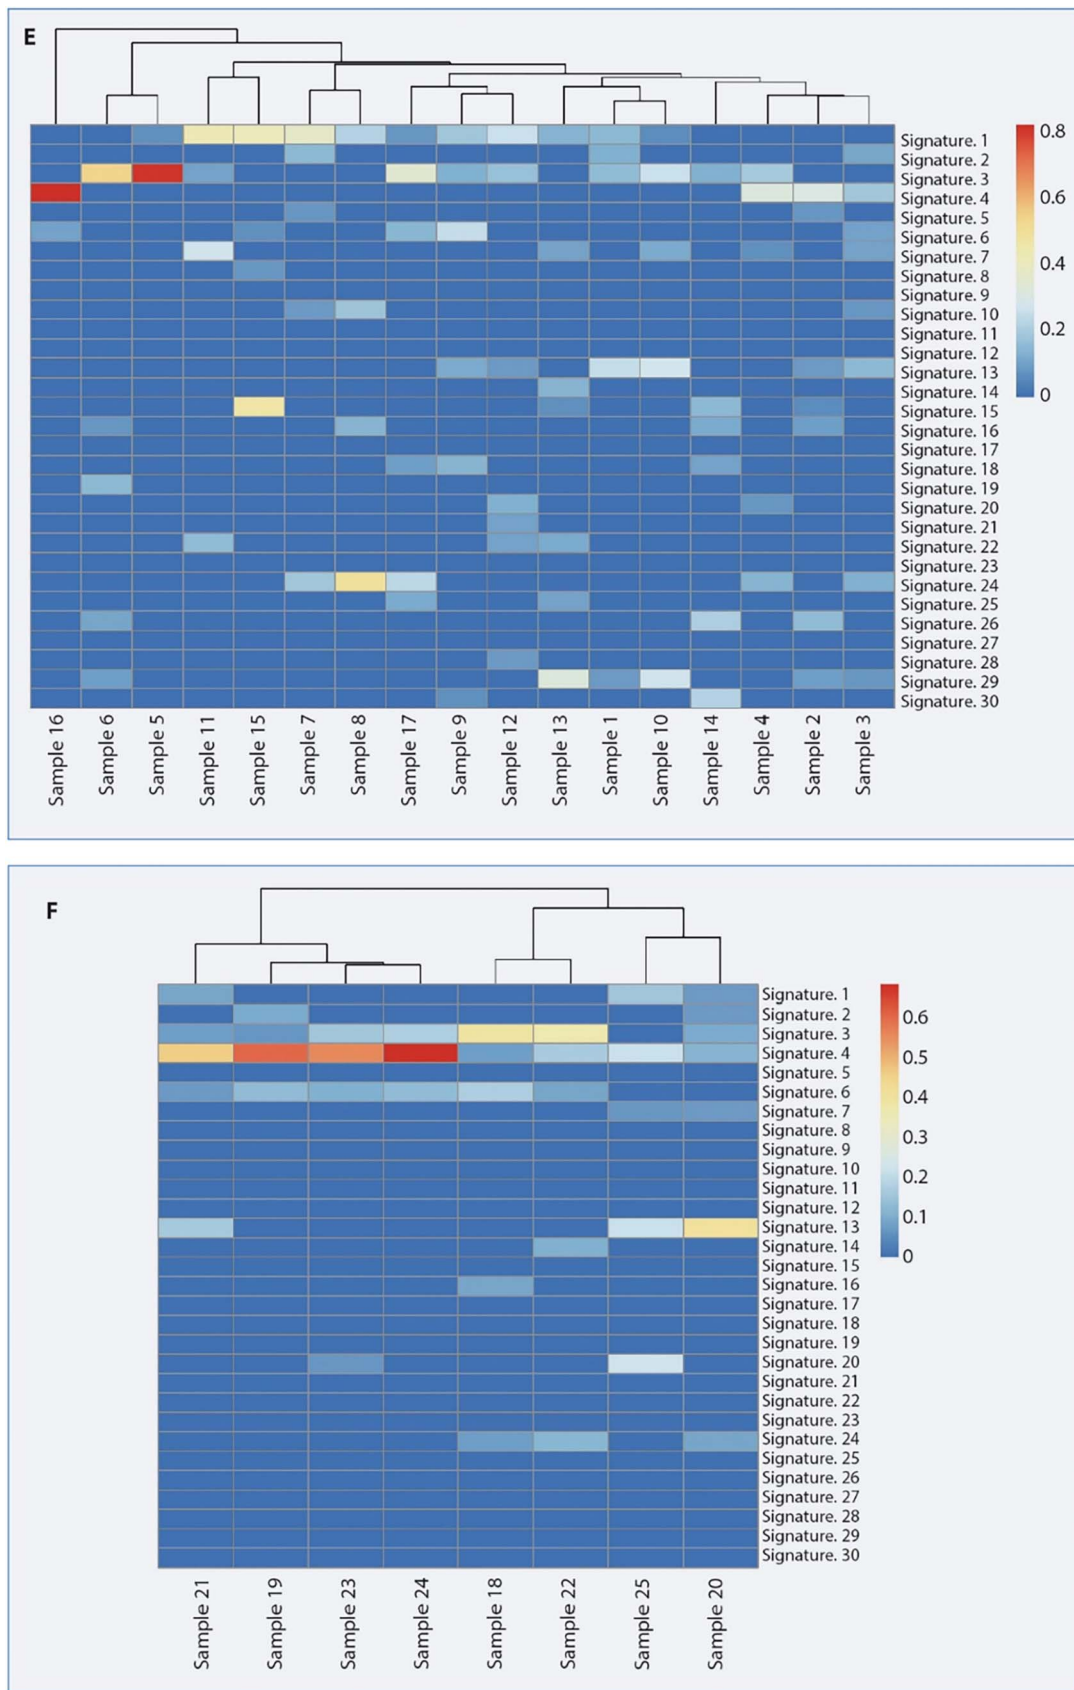 E
Signature. 1
Signature. 2
Signature. 3
Signature. 4
Signature. 5
Signature. 6
Signature. 7
Signature. 8
Signature. 9
Signature. 10
Signature. 11
Signature. 12
Signature. 13
Signature. 14
Signature. 15
Signature. 16
Signature. 17
Signature. 18
Signature. 19
Signature. 20
Signature. 21
Signature. 22
Signature. 23
Signature. 24
Signature. 25
Signature. 26
Signature. 27
Signature. 28
Signature. 29
Signature. 30
0.8
0.6
0.4
0.2
0
Sample 16
Sample 6
Sample 5
Sample 11
Sample 15
Sample 7
Sample 8
Sample 17
Sample 9
Sample 12
Sample 13
Sample 1
Sample 10
Sample 14
Sample 4
Sample 2
Sample 3
F
Signature. 1
Signature. 2
Signature. 3
Signature. 4
Signature. 5
Signature. 6
Signature. 7
Signature. 8
Signature. 9
Signature. 10
Signature. 11
Signature. 12
Signature. 13
Signature. 14
Signature. 15
Signature. 16
Signature. 17
Signature. 18
Signature. 19
Signature. 20
Signature. 21
Signature. 22
Signature. 23
Signature. 24
Signature. 25
Signature. 26
Signature. 27
Signature. 28
Signature. 29
Signature. 30
0.6
0.5
0.4
0.3
0.2
0.1
0
Sample 21
Sample 19
Sample 23
Sample 24
Sample 18
Sample 22
Sample 25
Sample 20